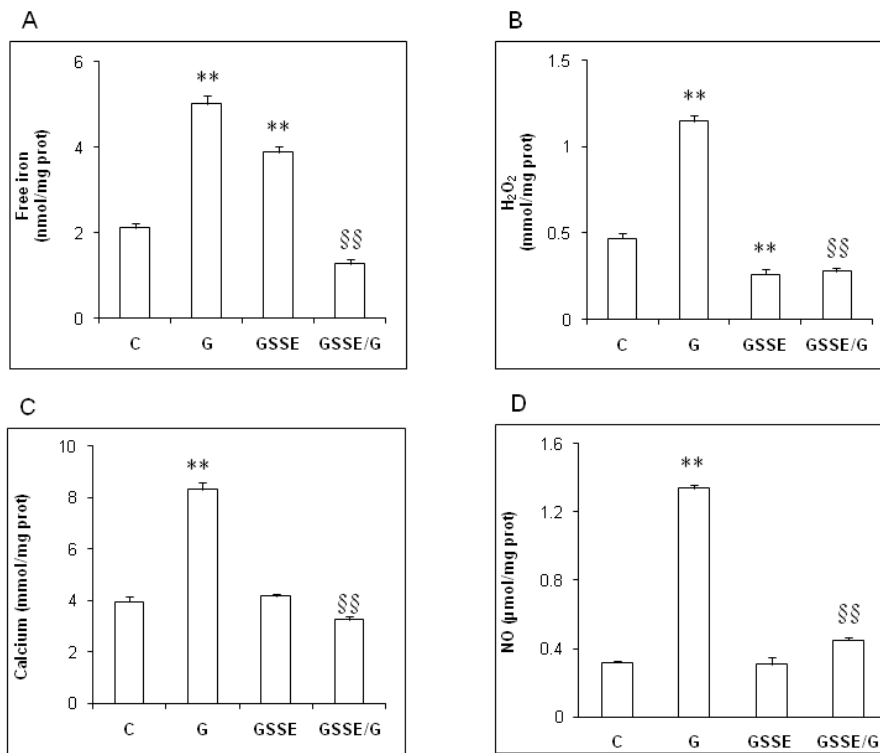 A
6
4
2
0
Free iron
(nmol/mg prot)
**
**
§§
C G GSSE GSSE/G
B
1.5
1
0.5
0
H₂O₂
(mmol/mg prot)
**
**
§§
C G GSSE GSSE/G
C
10
8
6
4
2
0
Calcium (mmol/mg prot)
**
§§
C G GSSE GSSE/G
D
1.6
1.2
0.8
0.4
0
NO (µmol/mg prot)
**
§§
C G GSSE GSSE/G